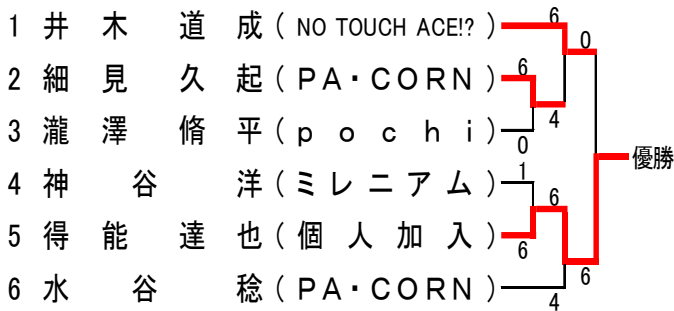 1 井木 道成 ( NO TOUCH ACE!? ) 6 0
2 細見 久起 ( PA・CORN ) 6 4
3 瀧澤 脩平 ( pochi ) 0
優勝
4 神谷 洋 ( ミレニアム ) 1 6
5 得能 達也 ( 個人加入 ) 6 6
6 水谷 稔 ( PA・CORN ) 4